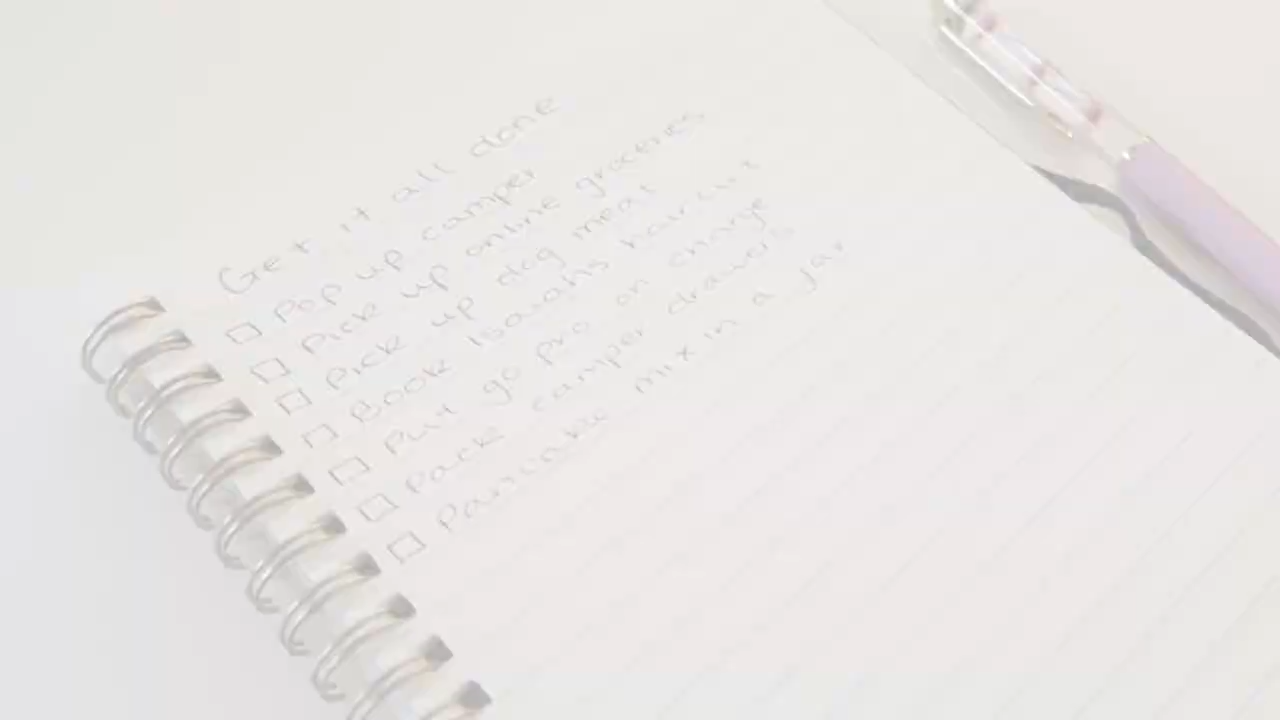 Get it all done
Pop up camper
Pick up online groceries
Pick up dog meat
Book Isaiahs haircut
Put go pro on charge
Pack camper drawers
Pancake mix in a jar